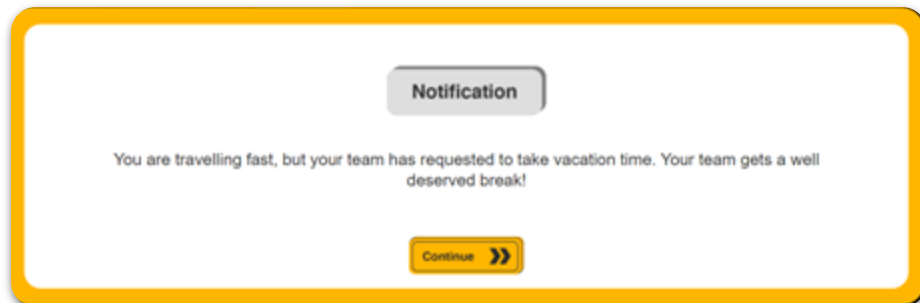 Notification
You are travelling fast, but your team has requested to take vacation time. Your team gets a well
deserved break!
Continue